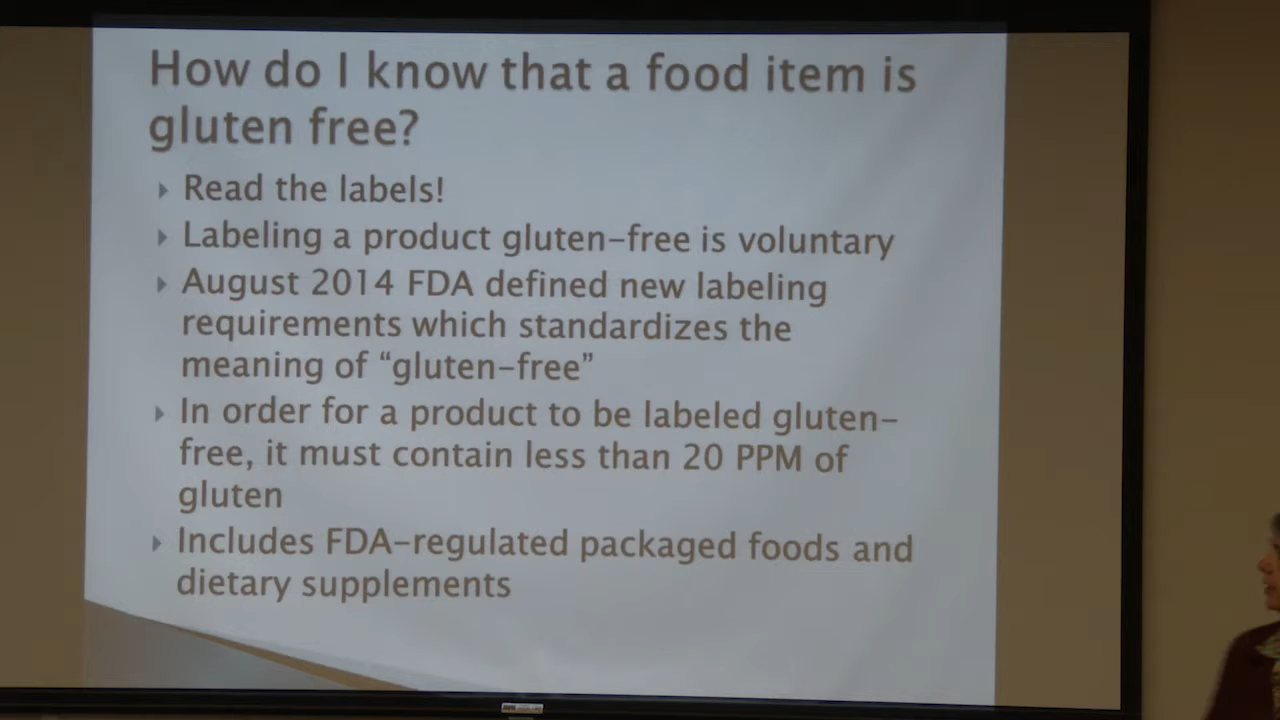 How do I know that a food item is
gluten free?
Read the labels!
Labeling a product gluten-free is voluntary
August 2014 FDA defined new labeling
requirements which standardizes the
meaning of “gluten-free”
In order for a product to be labeled gluten-
free, it must contain less than 20 PPM of
gluten
Includes FDA-regulated packaged foods and
dietary supplements